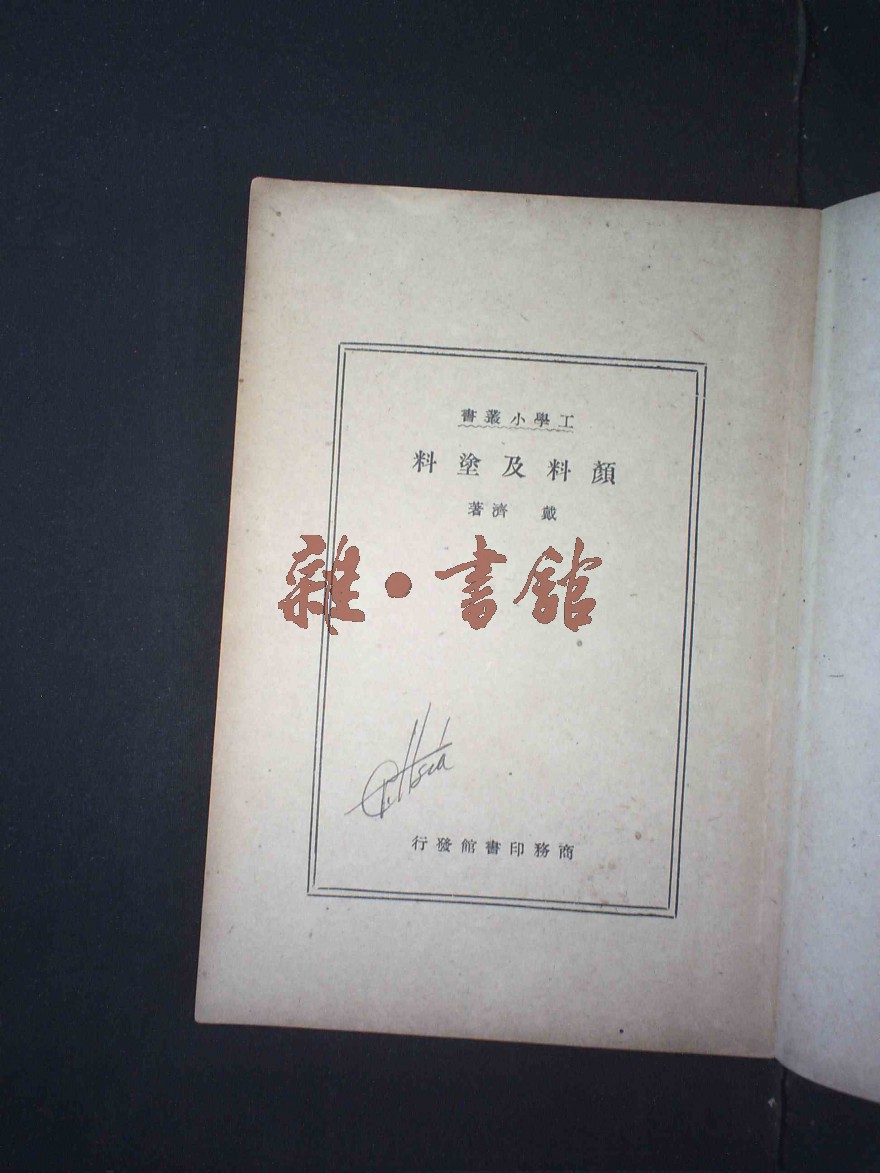 工學小叢書
顏料及塗料
戴濟著
雜·書館
Hsia
商務印書館發行